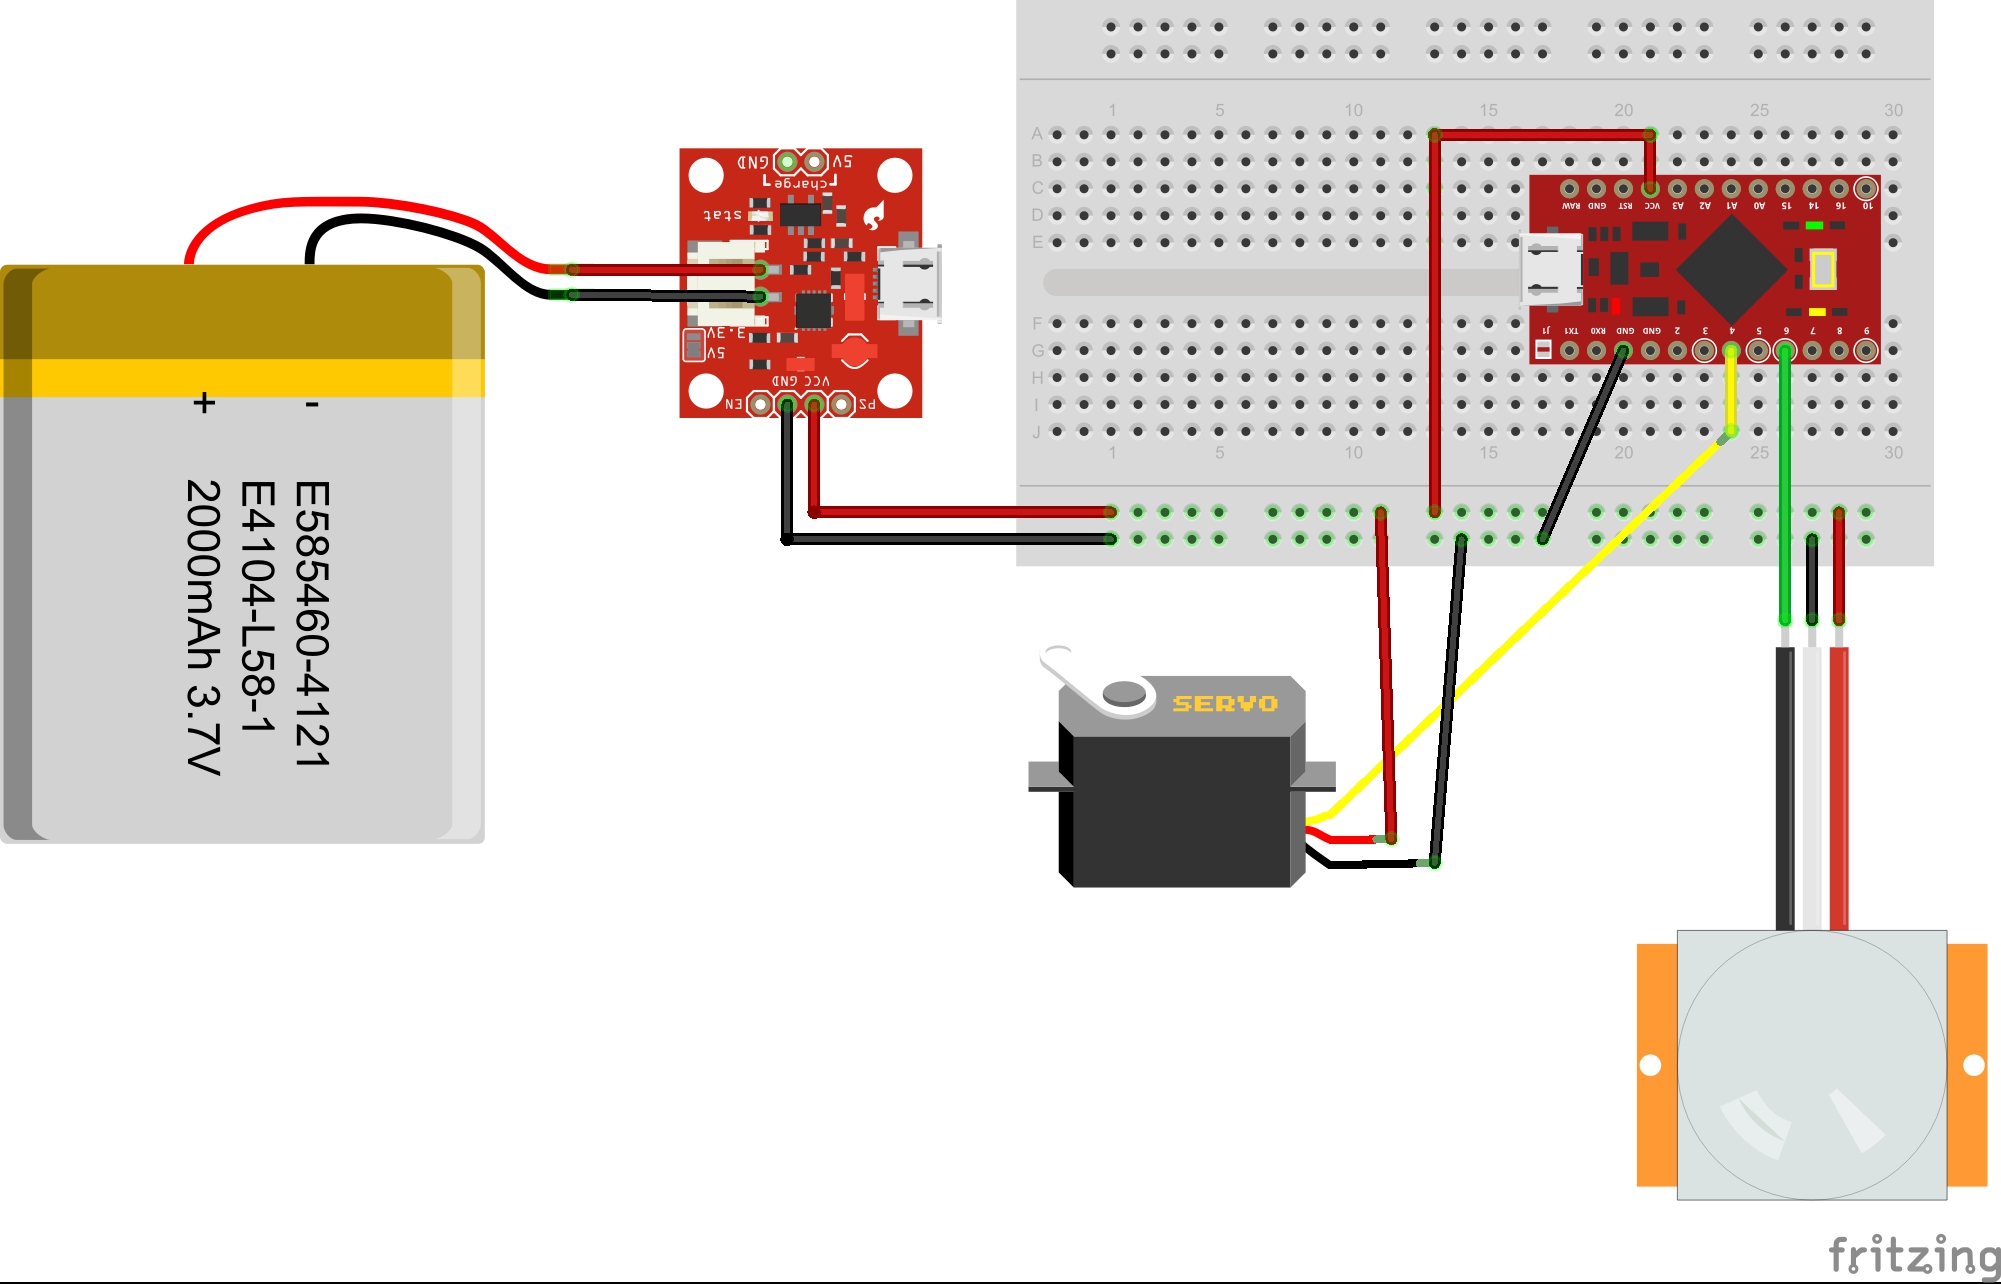 + -
E585460-4121
E4104-L58-1
2000mAh 3.7V
GND 5V
charge
stat
3.3V
5V
GND VCC
EN PS
1 5 10 15 20 25 30
A
B
C
D
E
F
G
H
I
J
1 5 10 15 20 25 30
RAW GND RST VCC A3 A2 A1 A0 15 14 16 10
J1 TX1 RX0 GND GND 2 3 4 5 6 7 8 9
SERVO
fritzing